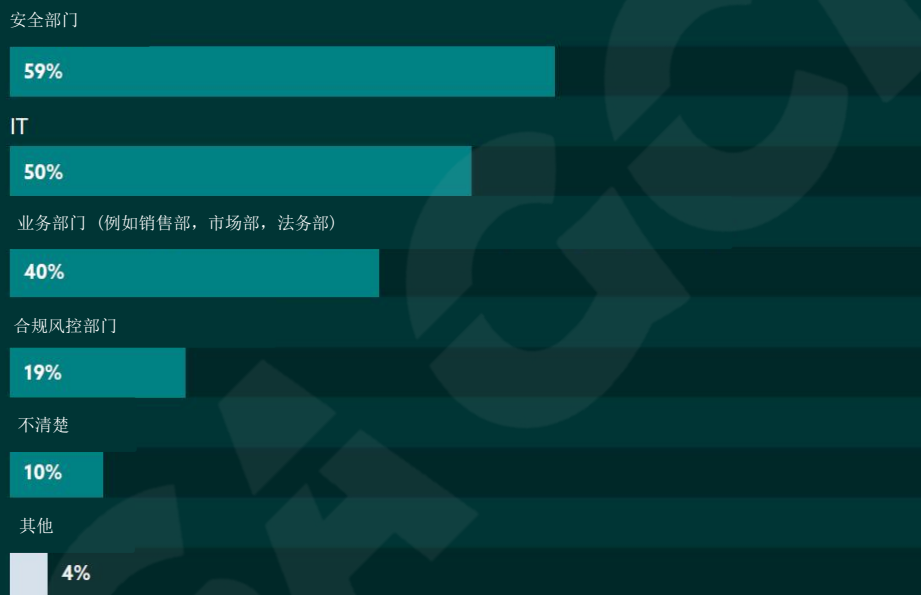 安全部门
59%
IT
50%
业务部门 (例如销售部，市场部，法务部)
40%
合规风控部门
19%
不清楚
10%
其他
4%